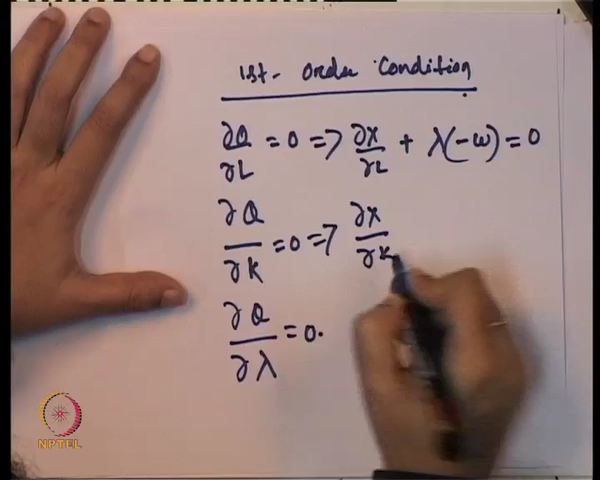 1st- Order Condition
∂Q/∂L = 0 => ∂X/∂L + λ(-w) = 0
∂Q/∂K = 0 => ∂X/∂K
∂Q/∂λ = 0.
NPTEL